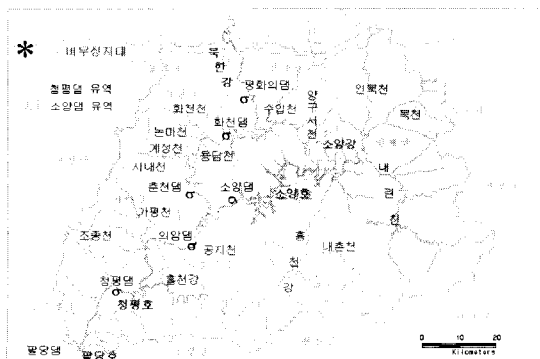 비무장지대
청평댐 유역
소양댐 유역
북한강
평화의댐
양구서천
인북천
북천
화천천
수입천
화천댐
논미천
계성천
용담천
사내천
소양강
내린천
춘천댐
소양댐
소양호
가평천
조종천
의암댐
공지천
홍천강
내촌천
청평댐
홍천강
청평호
팔당댐
팔당호
0 10 20
Kilometers